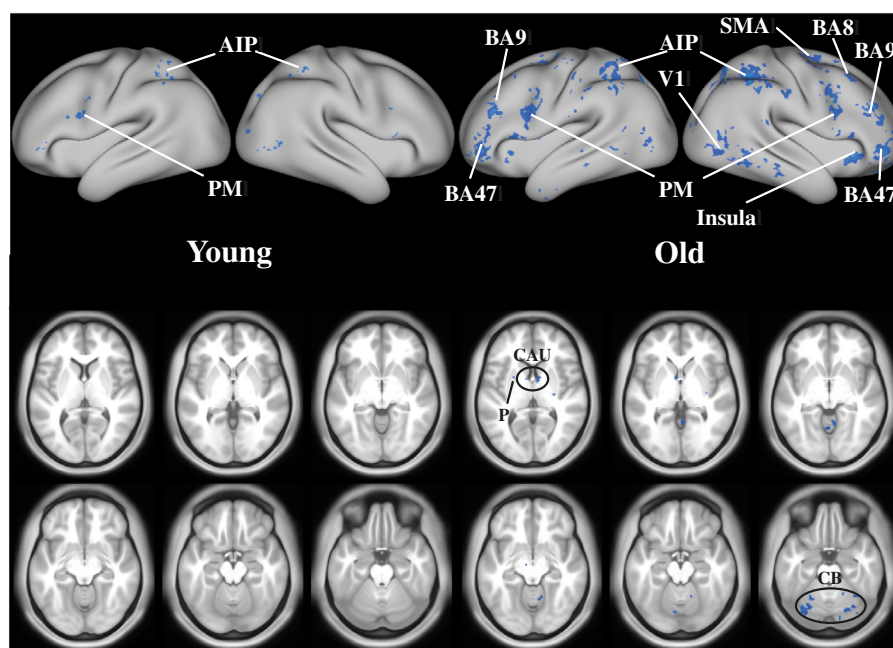 SMA
BA8
BA9
AIP
BA9
AIP
V1
PM
BA47
PM
Insula
BA47
Young
Old
CAU
P
CB